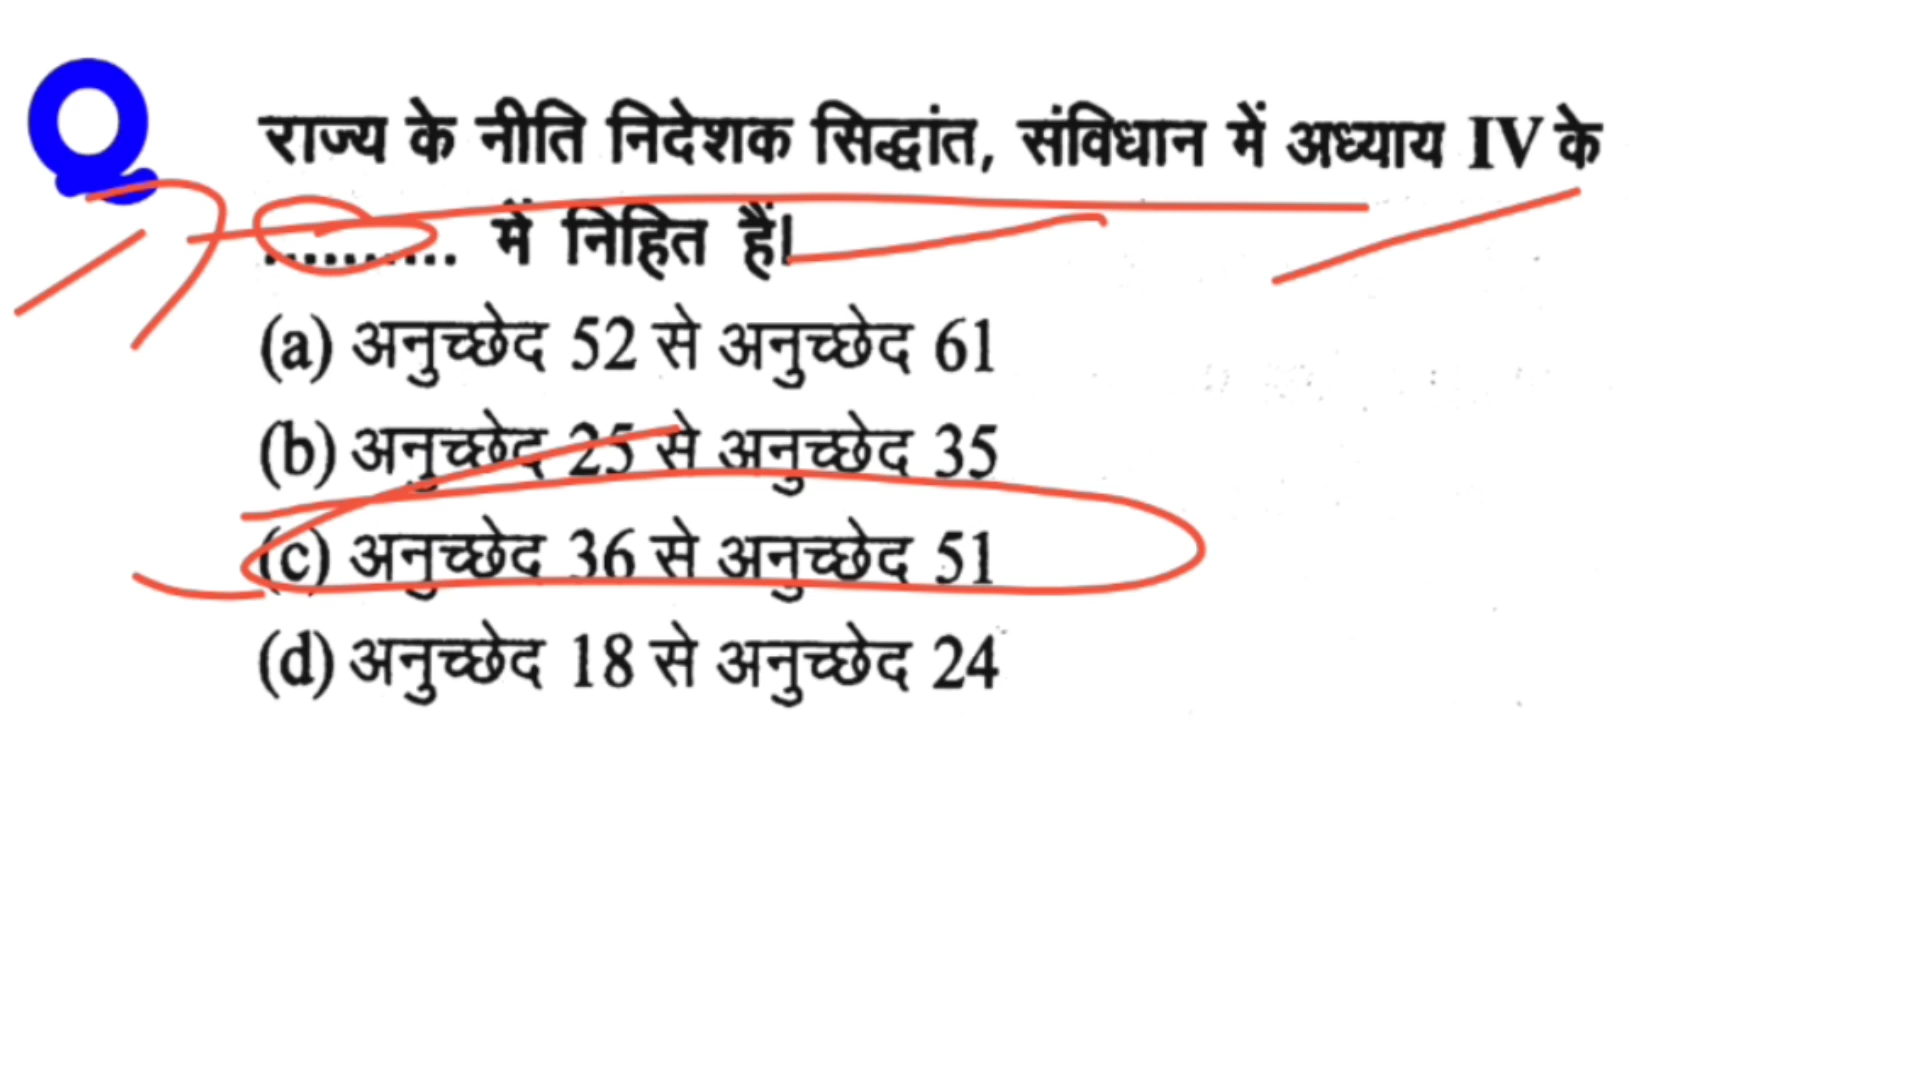 Q
राज्य के नीति निदेशक सिद्धांत, संविधान में अध्याय IV के
.......... में निहित हैं।
(a) अनुच्छेद 52 से अनुच्छेद 61
(b) अनुच्छेद 25 से अनुच्छेद 35
(c) अनुच्छेद 36 से अनुच्छेद 51
(d) अनुच्छेद 18 से अनुच्छेद 24